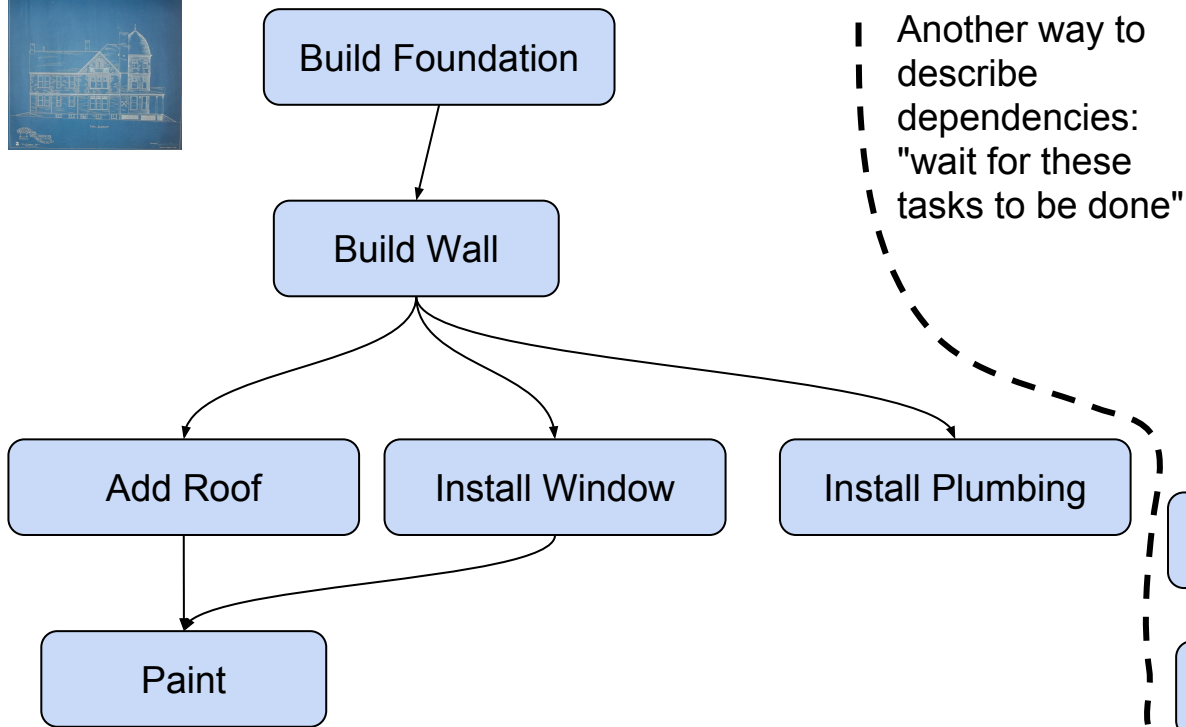 Build Foundation
Another way to
describe
dependencies:
"wait for these
tasks to be done"
Build Wall
Add Roof
Install Window
Install Plumbing
Paint